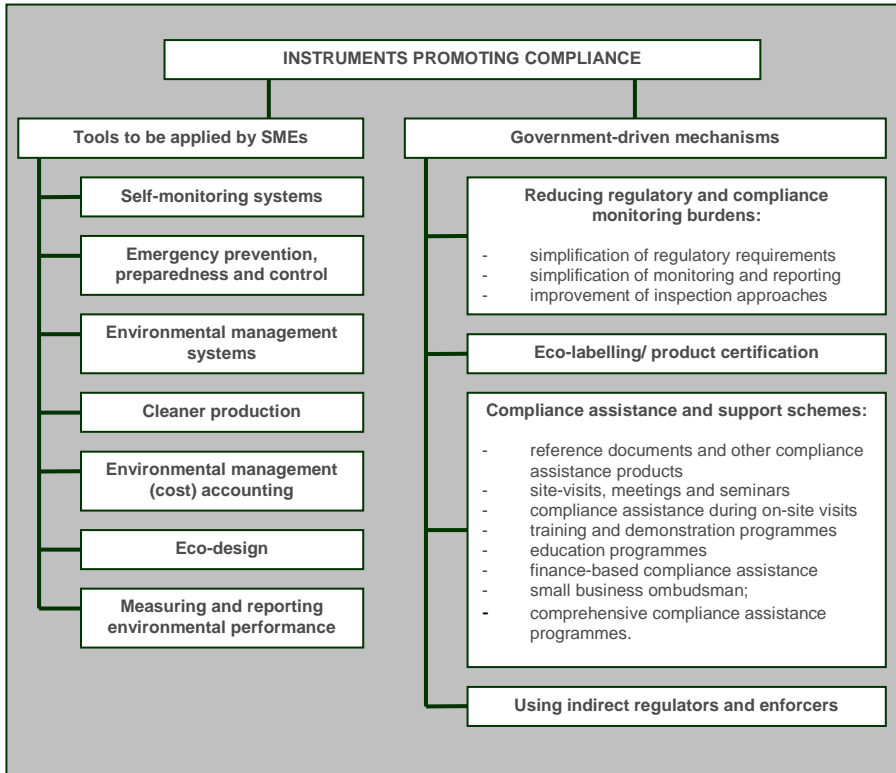 INSTRUMENTS PROMOTING COMPLIANCE
Tools to be applied by SMEs
Self-monitoring systems
Emergency prevention,
preparedness and control
Environmental management
systems
Cleaner production
Environmental management
(cost) accounting
Eco-design
Measuring and reporting
environmental performance
Government-driven mechanisms
Reducing regulatory and compliance
monitoring burdens:
- simplification of regulatory requirements
- simplification of monitoring and reporting
- improvement of inspection approaches
Eco-labelling/ product certification
Compliance assistance and support schemes:
- reference documents and other compliance
assistance products
- site-visits, meetings and seminars
- compliance assistance during on-site visits
- training and demonstration programmes
- education programmes
- finance-based compliance assistance
- small business ombudsman;
- comprehensive compliance assistance
programmes.
Using indirect regulators and enforcers